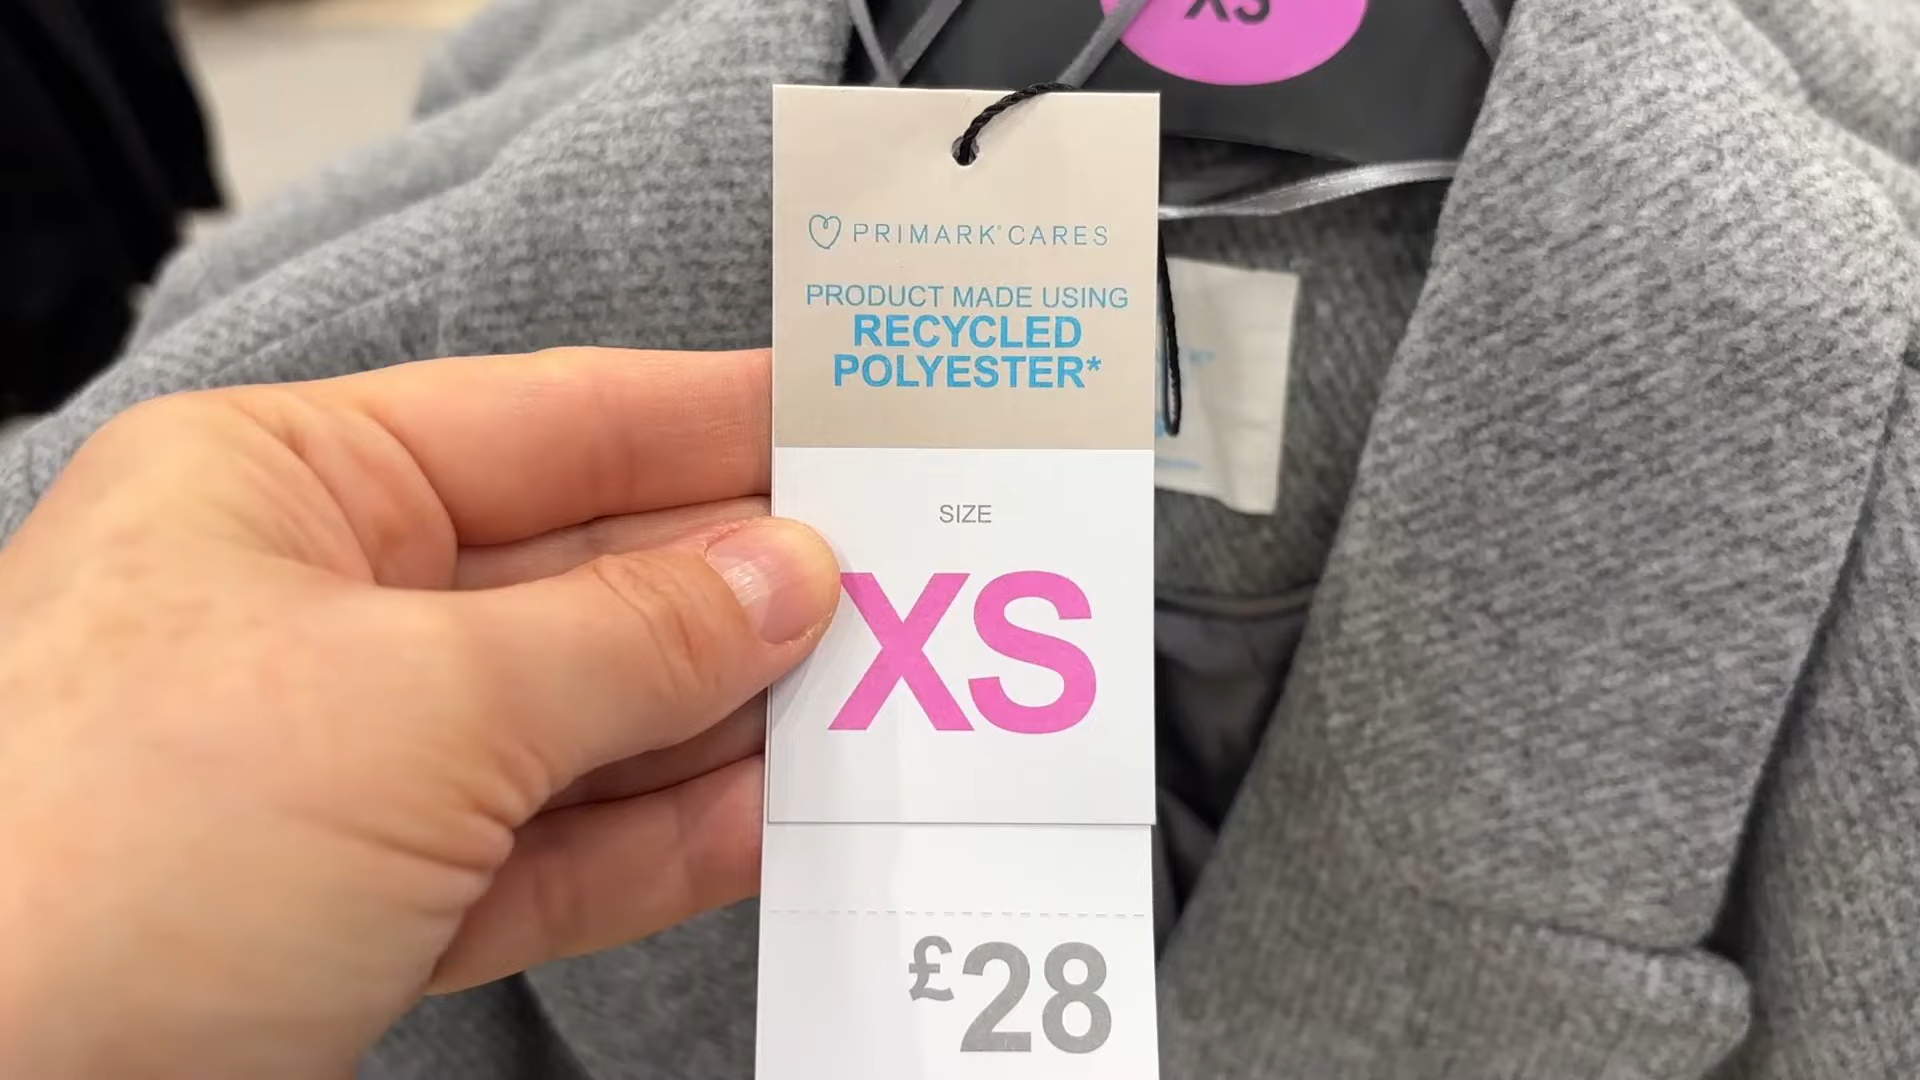 XS
♡ PRIMARK® CARES
PRODUCT MADE USING
RECYCLED
POLYESTER*
SIZE
XS
£28